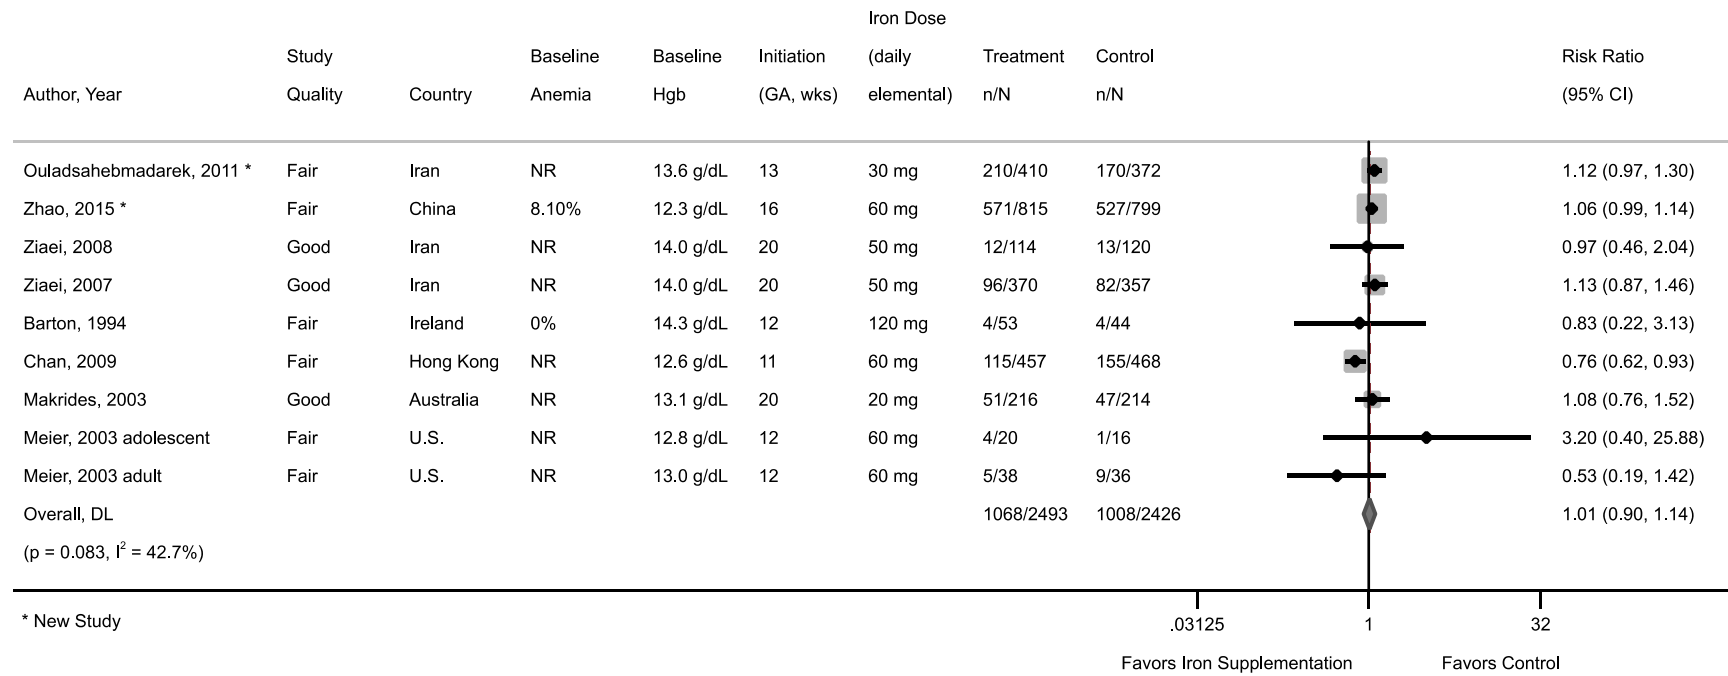 Iron Dose
Study Baseline Baseline Initiation (daily Treatment Control Risk Ratio
Author, Year Quality Country Anemia Hgb (GA, wks) elemental) n/N n/N (95% CI)
Ouladsahebmadarek, 2011 * Fair Iran NR 13.6 g/dL 13 30 mg 210/410 170/372 1.12 (0.97, 1.30)
Zhao, 2015 * Fair China 8.10% 12.3 g/dL 16 60 mg 571/815 527/799 1.06 (0.99, 1.14)
Ziaei, 2008 Good Iran NR 14.0 g/dL 20 50 mg 12/114 13/120 0.97 (0.46, 2.04)
Ziaei, 2007 Good Iran NR 14.0 g/dL 20 50 mg 96/370 82/357 1.13 (0.87, 1.46)
Barton, 1994 Fair Ireland 0% 14.3 g/dL 12 120 mg 4/53 4/44 0.83 (0.22, 3.13)
Chan, 2009 Fair Hong Kong NR 12.6 g/dL 11 60 mg 115/457 155/468 0.76 (0.62, 0.93)
Makrides, 2003 Good Australia NR 13.1 g/dL 20 20 mg 51/216 47/214 1.08 (0.76, 1.52)
Meier, 2003 adolescent Fair U.S. NR 12.8 g/dL 12 60 mg 4/20 1/16 3.20 (0.40, 25.88)
Meier, 2003 adult Fair U.S. NR 13.0 g/dL 12 60 mg 5/38 9/36 0.53 (0.19, 1.42)
Overall, DL 1068/2493 1008/2426 1.01 (0.90, 1.14)
(p = 0.083, I² = 42.7%)
* New Study .03125 1 32
Favors Iron Supplementation Favors Control